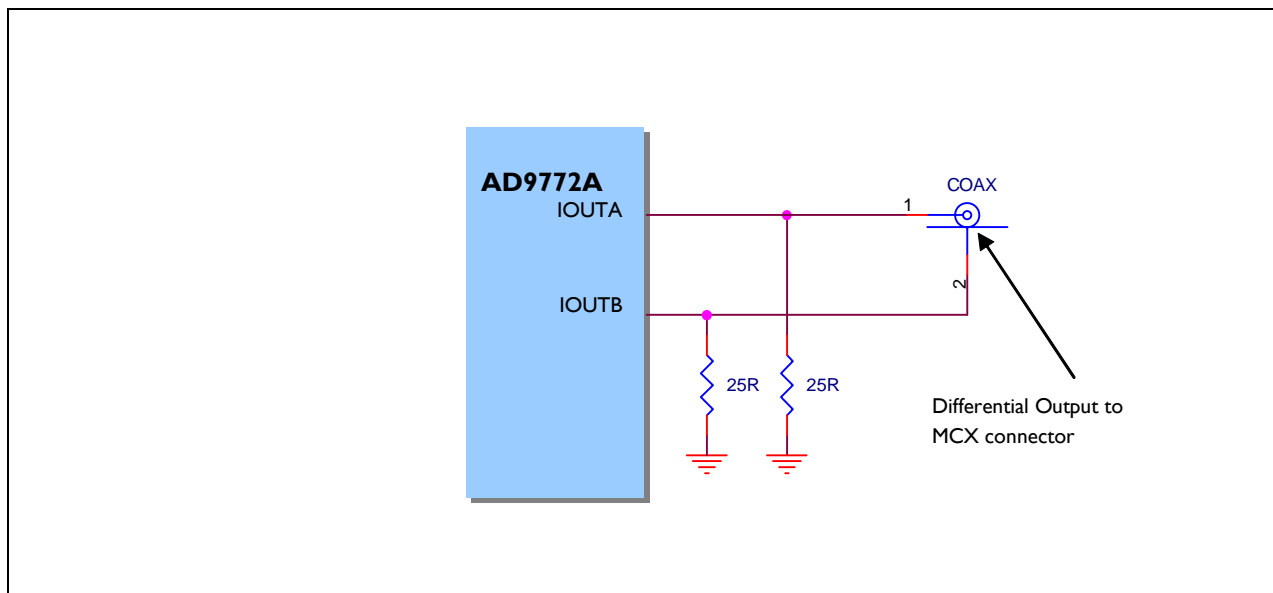 AD9772A
IOUTA
COAX
1
IOUTB
2
25R
25R
Differential Output to
MCX connector